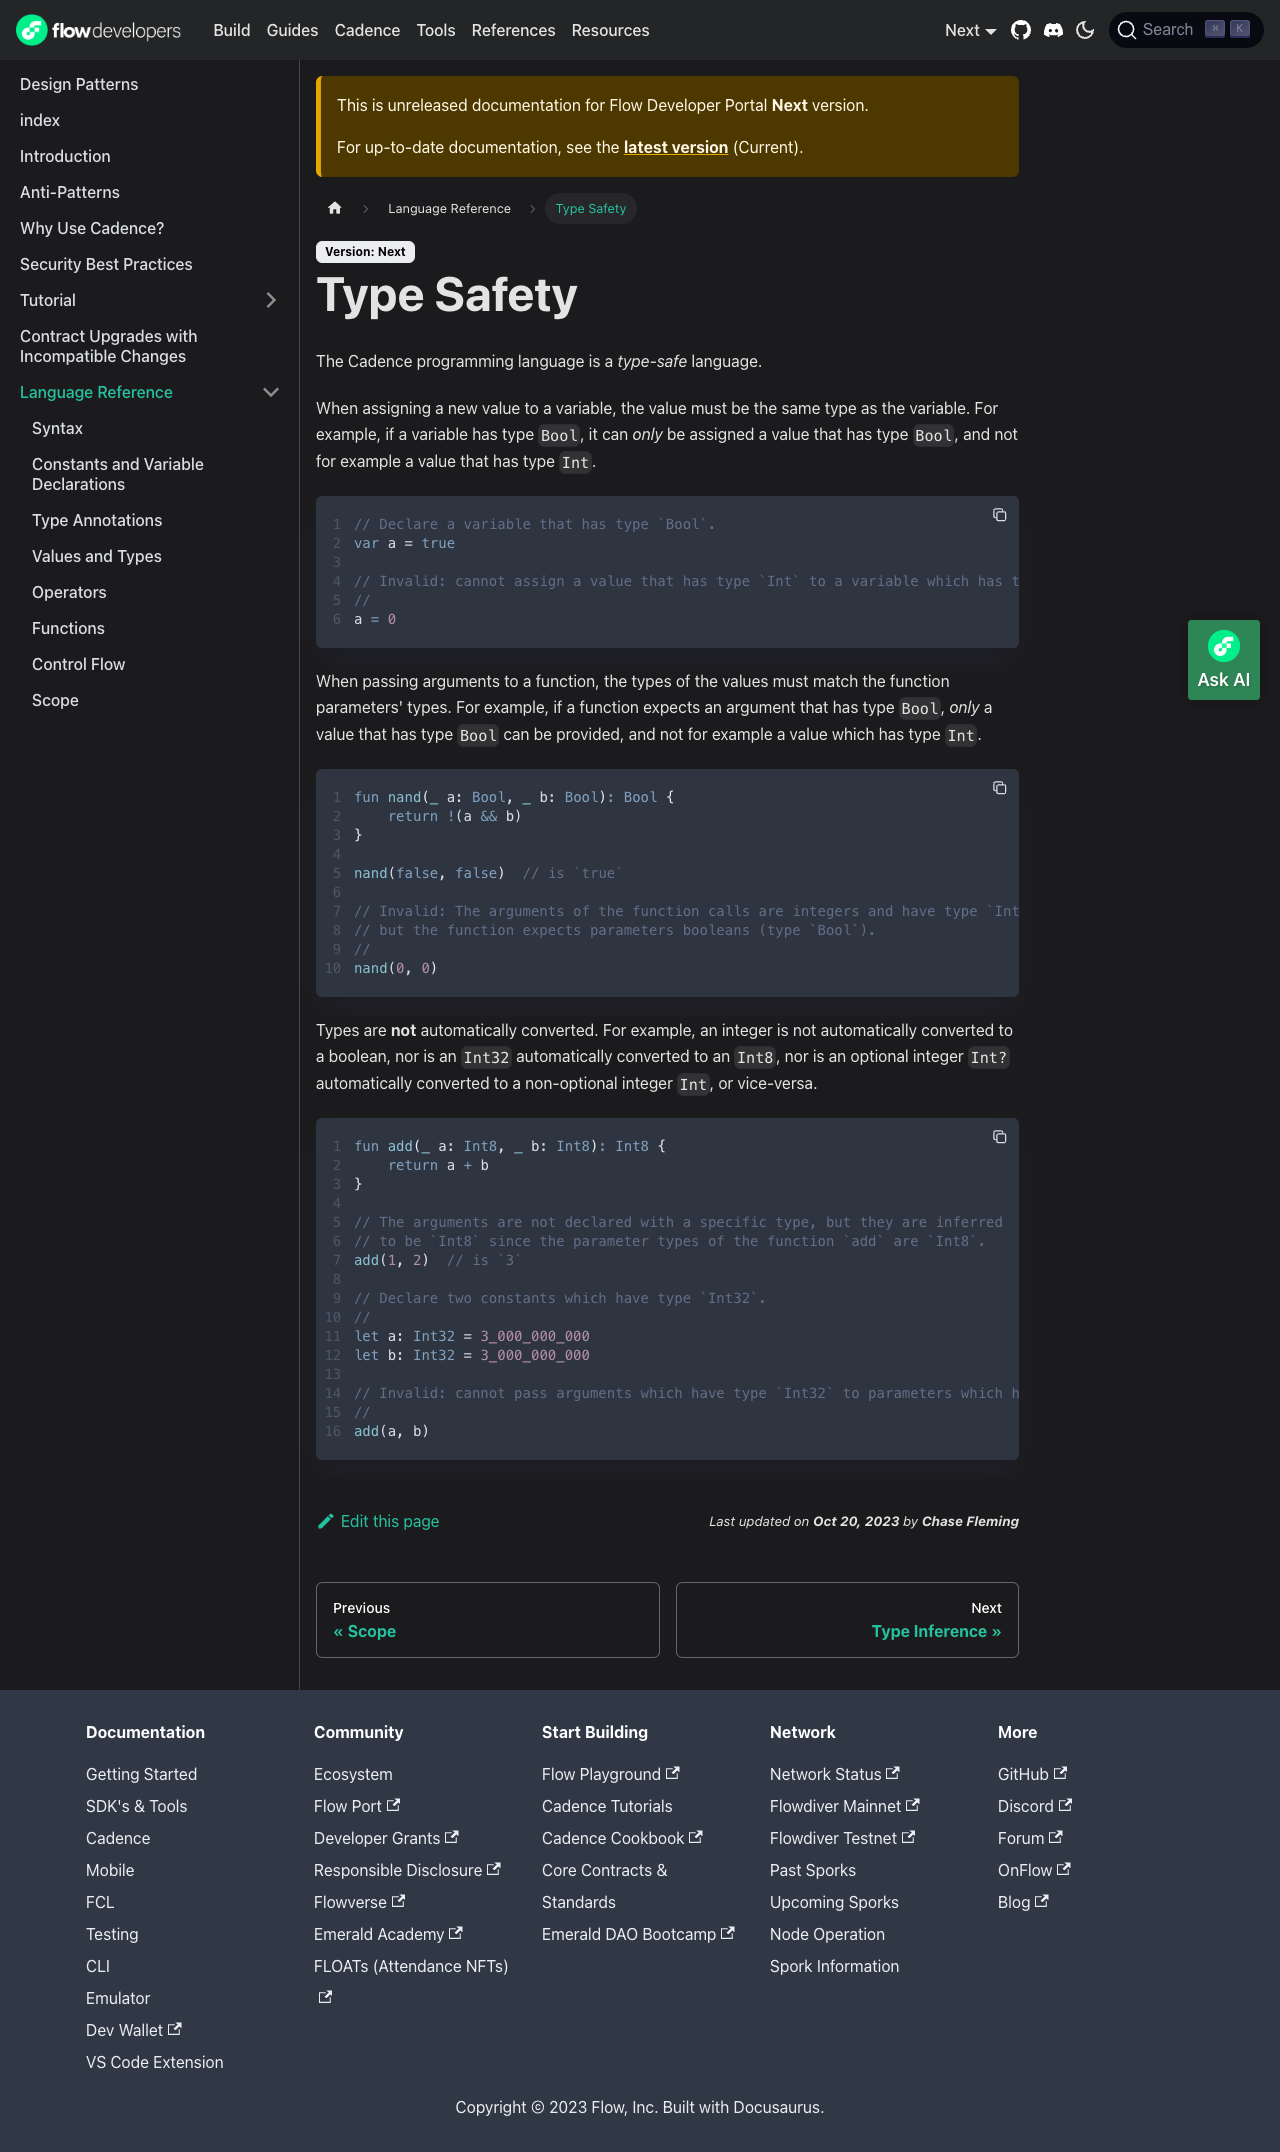 flowdevelopers Build Guides Cadence Tools References Resources Next Search ⌘ K
Design Patterns
index
Introduction
Anti-Patterns
Why Use Cadence?
Security Best Practices
Tutorial
Contract Upgrades with
Incompatible Changes
Language Reference
Syntax
Constants and Variable
Declarations
Type Annotations
Values and Types
Operators
Functions
Control Flow
Scope
This is unreleased documentation for Flow Developer Portal Next version.
For up-to-date documentation, see the latest version (Current).
Language Reference
Type Safety
Version: Next
Type Safety
The Cadence programming language is a type-safe language.
When assigning a new value to a variable, the value must be the same type as the variable. For
example, if a variable has type Bool, it can only be assigned a value that has type Bool, and not
for example a value that has type Int.
1 // Declare a variable that has type `Bool`.
2 var a = true
3
4 // Invalid: cannot assign a value that has type `Int` to a variable which has t
5 //
6 a = 0
When passing arguments to a function, the types of the values must match the function
parameters' types. For example, if a function expects an argument that has type Bool, only a
value that has type Bool can be provided, and not for example a value which has type Int.
1 fun nand(_ a: Bool, _ b: Bool): Bool {
2     return !(a && b)
3 }
4
5 nand(false, false)  // is `true`
6
7 // Invalid: The arguments of the function calls are integers and have type `Int
8 // but the function expects parameters booleans (type `Bool`).
9 //
10 nand(0, 0)
Types are not automatically converted. For example, an integer is not automatically converted to
a boolean, nor is an Int32 automatically converted to an Int8, nor is an optional integer Int?
automatically converted to a non-optional integer Int, or vice-versa.
1 fun add(_ a: Int8, _ b: Int8): Int8 {
2     return a + b
3 }
4
5 // The arguments are not declared with a specific type, but they are inferred
6 // to be `Int8` since the parameter types of the function `add` are `Int8`.
7 add(1, 2)  // is `3`
8
9 // Declare two constants which have type `Int32`.
10 //
11 let a: Int32 = 3_000_000_000
12 let b: Int32 = 3_000_000_000
13
14 // Invalid: cannot pass arguments which have type `Int32` to parameters which h
15 //
16 add(a, b)
Ask AI
Edit this page
Last updated on Oct 20, 2023 by Chase Fleming
Previous
« Scope
Next
Type Inference »
Documentation
Getting Started
SDK's & Tools
Cadence
Mobile
FCL
Testing
CLI
Emulator
Dev Wallet
VS Code Extension
Community
Ecosystem
Flow Port
Developer Grants
Responsible Disclosure
Flowverse
Emerald Academy
FLOATs (Attendance NFTs)
Start Building
Flow Playground
Cadence Tutorials
Cadence Cookbook
Core Contracts &
Standards
Emerald DAO Bootcamp
Network
Network Status
Flowdiver Mainnet
Flowdiver Testnet
Past Sporks
Upcoming Sporks
Node Operation
Spork Information
More
GitHub
Discord
Forum
OnFlow
Blog
Copyright © 2023 Flow, Inc. Built with Docusaurus.